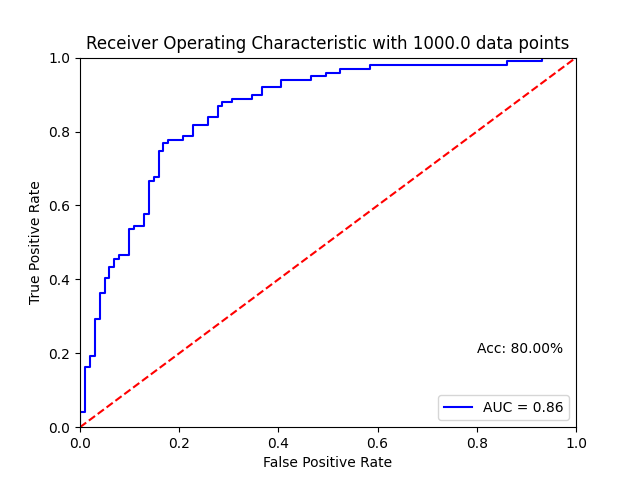 Receiver Operating Characteristic with 1000.0 data points
True Positive Rate
1.0
0.8
0.6
0.4
0.2
0.0
Acc: 80.00%
AUC = 0.86
0.0 0.2 0.4 0.6 0.8 1.0
False Positive Rate